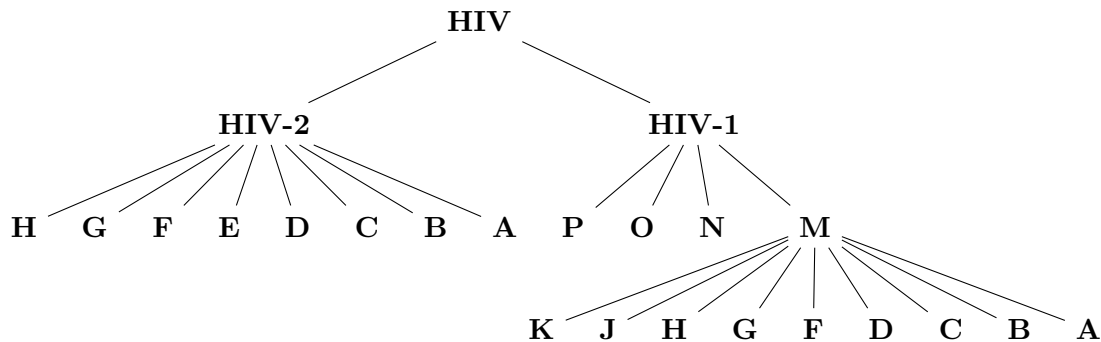 HIV
HIV-2 HIV-1
H G F E D C B A P O N M
K J H G F D C B A